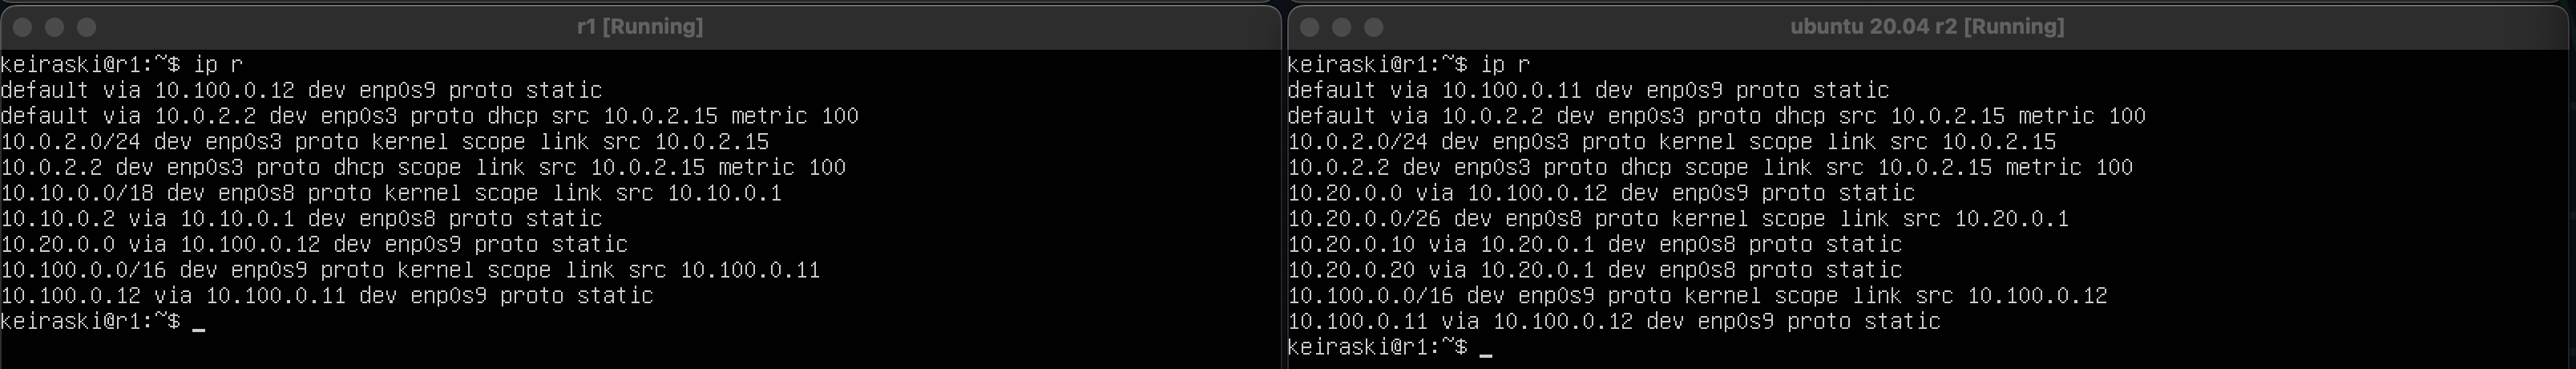 r1 [Running]
keiraski@r1:~$ ip r
default via 10.100.0.12 dev enp0s9 proto static
default via 10.0.2.2 dev enp0s3 proto dhcp src 10.0.2.15 metric 100
10.0.2.0/24 dev enp0s3 proto kernel scope link src 10.0.2.15
10.0.2.2 dev enp0s3 proto dhcp scope link src 10.0.2.15 metric 100
10.10.0.0/18 dev enp0s8 proto kernel scope link src 10.10.0.1
10.10.0.2 via 10.10.0.1 dev enp0s8 proto static
10.20.0.0 via 10.100.0.12 dev enp0s9 proto static
10.100.0.0/16 dev enp0s9 proto kernel scope link src 10.100.0.11
10.100.0.12 via 10.100.0.11 dev enp0s9 proto static
keiraski@r1:~$ _
ubuntu 20.04 r2 [Running]
keiraski@r1:~$ ip r
default via 10.100.0.11 dev enp0s9 proto static
default via 10.0.2.2 dev enp0s3 proto dhcp src 10.0.2.15 metric 100
10.0.2.0/24 dev enp0s3 proto kernel scope link src 10.0.2.15
10.0.2.2 dev enp0s3 proto dhcp scope link src 10.0.2.15 metric 100
10.20.0.0 via 10.100.0.12 dev enp0s9 proto static
10.20.0.0/26 dev enp0s8 proto kernel scope link src 10.20.0.1
10.20.0.10 via 10.20.0.1 dev enp0s8 proto static
10.20.0.20 via 10.20.0.1 dev enp0s8 proto static
10.100.0.0/16 dev enp0s9 proto kernel scope link src 10.100.0.12
10.100.0.11 via 10.100.0.12 dev enp0s9 proto static
keiraski@r1:~$ _